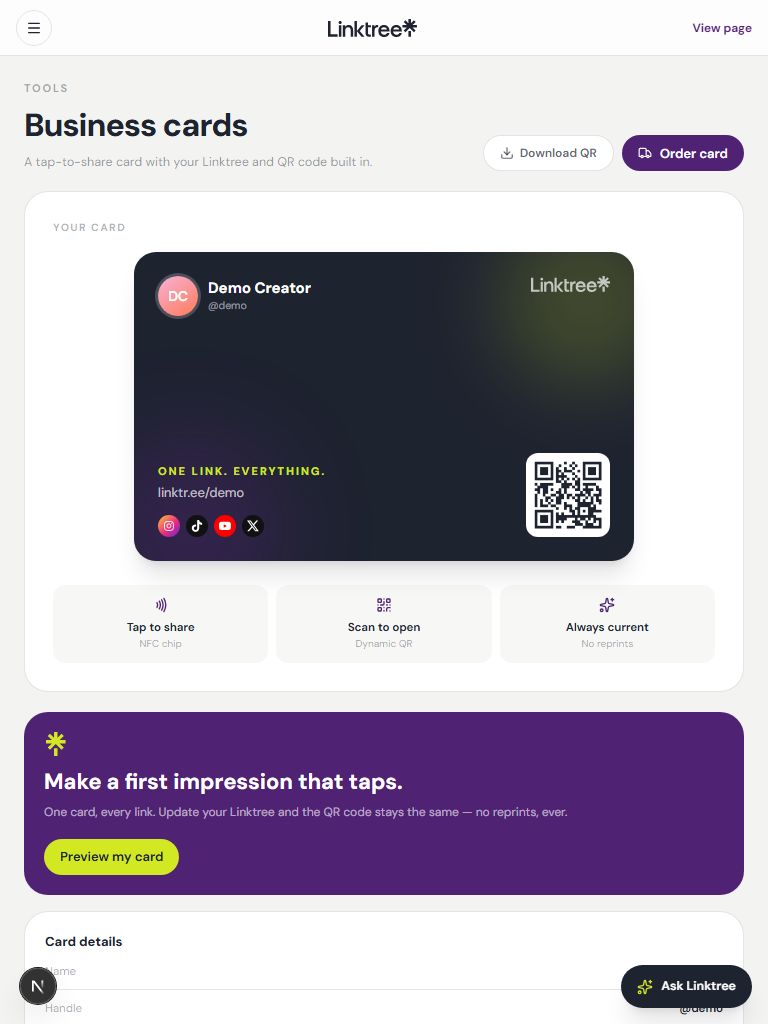 Linktree
View page
TOOLS
Business cards
A tap-to-share card with your Linktree and QR code built in.
Download QR
Order card
YOUR CARD
DC
Demo Creator
@demo
Linktree
ONE LINK. EVERYTHING.
linktr.ee/demo
Tap to share
NFC chip
Scan to open
Dynamic QR
Always current
No reprints
Make a first impression that taps.
One card, every link. Update your Linktree and the QR code stays the same — no reprints, ever.
Preview my card
Card details
Name
N
Ask Linktree
Handle
@demo